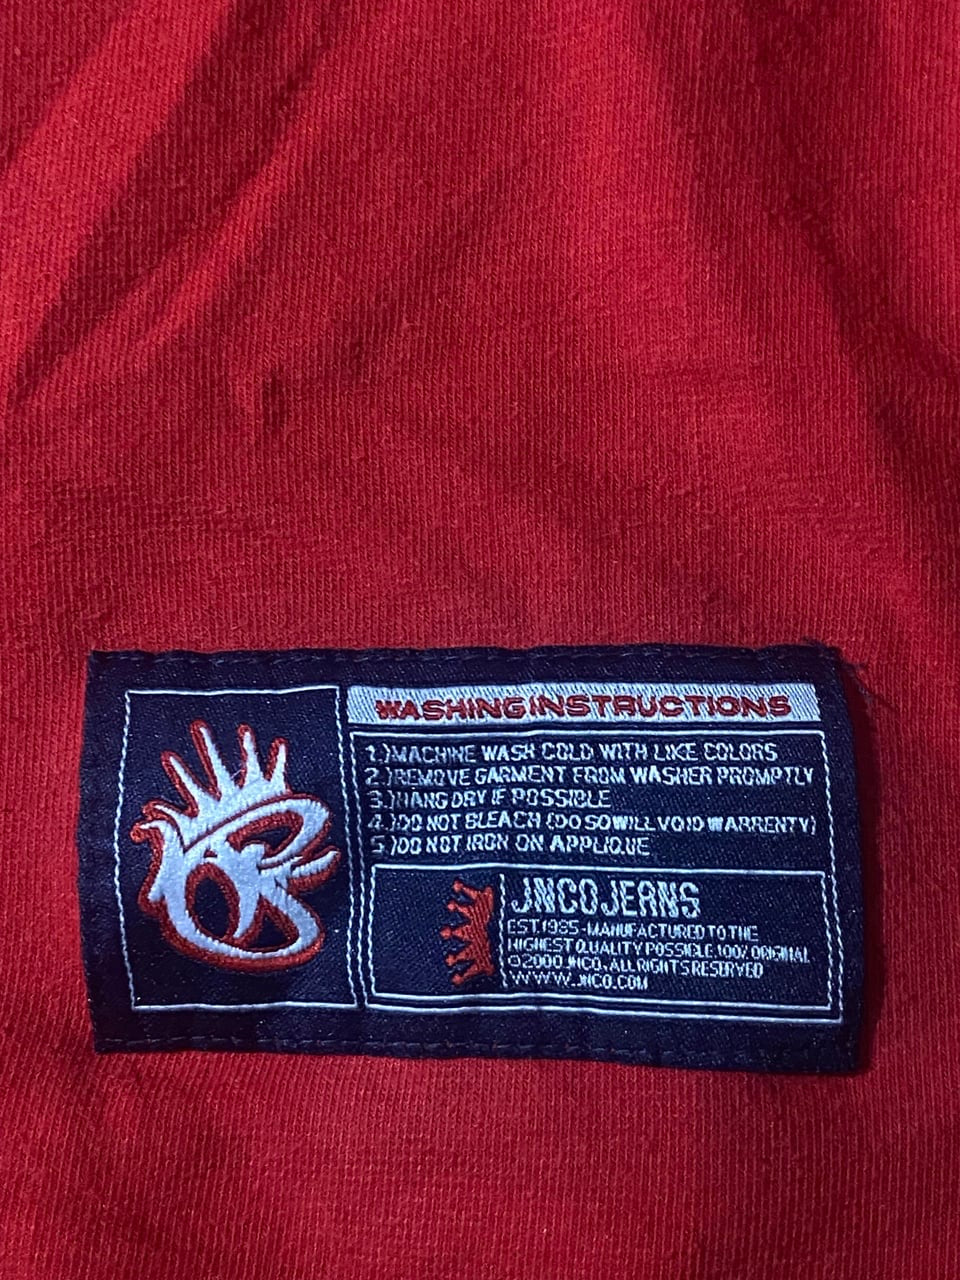 WASHING INSTRUCTIONS
1.)MACHINE WASH COLD WITH LIKE COLORS
2.)REMOVE GARMENT FROM WASHER PROMPTLY
3.)HANG DRY IF POSSIBLE
4.)DO NOT BLEACH (DO SO WILL VOID WARRENTY)
5.)DO NOT IRON ON APPLIQUE
JNCO JEANS
EST.1985-MANUFACTURED TO THE
HIGHEST QUALITY POSSIBLE.100% ORIGINAL
©2000 JNCO, ALL RIGHTS RESERVED
WWW.JNCO.COM